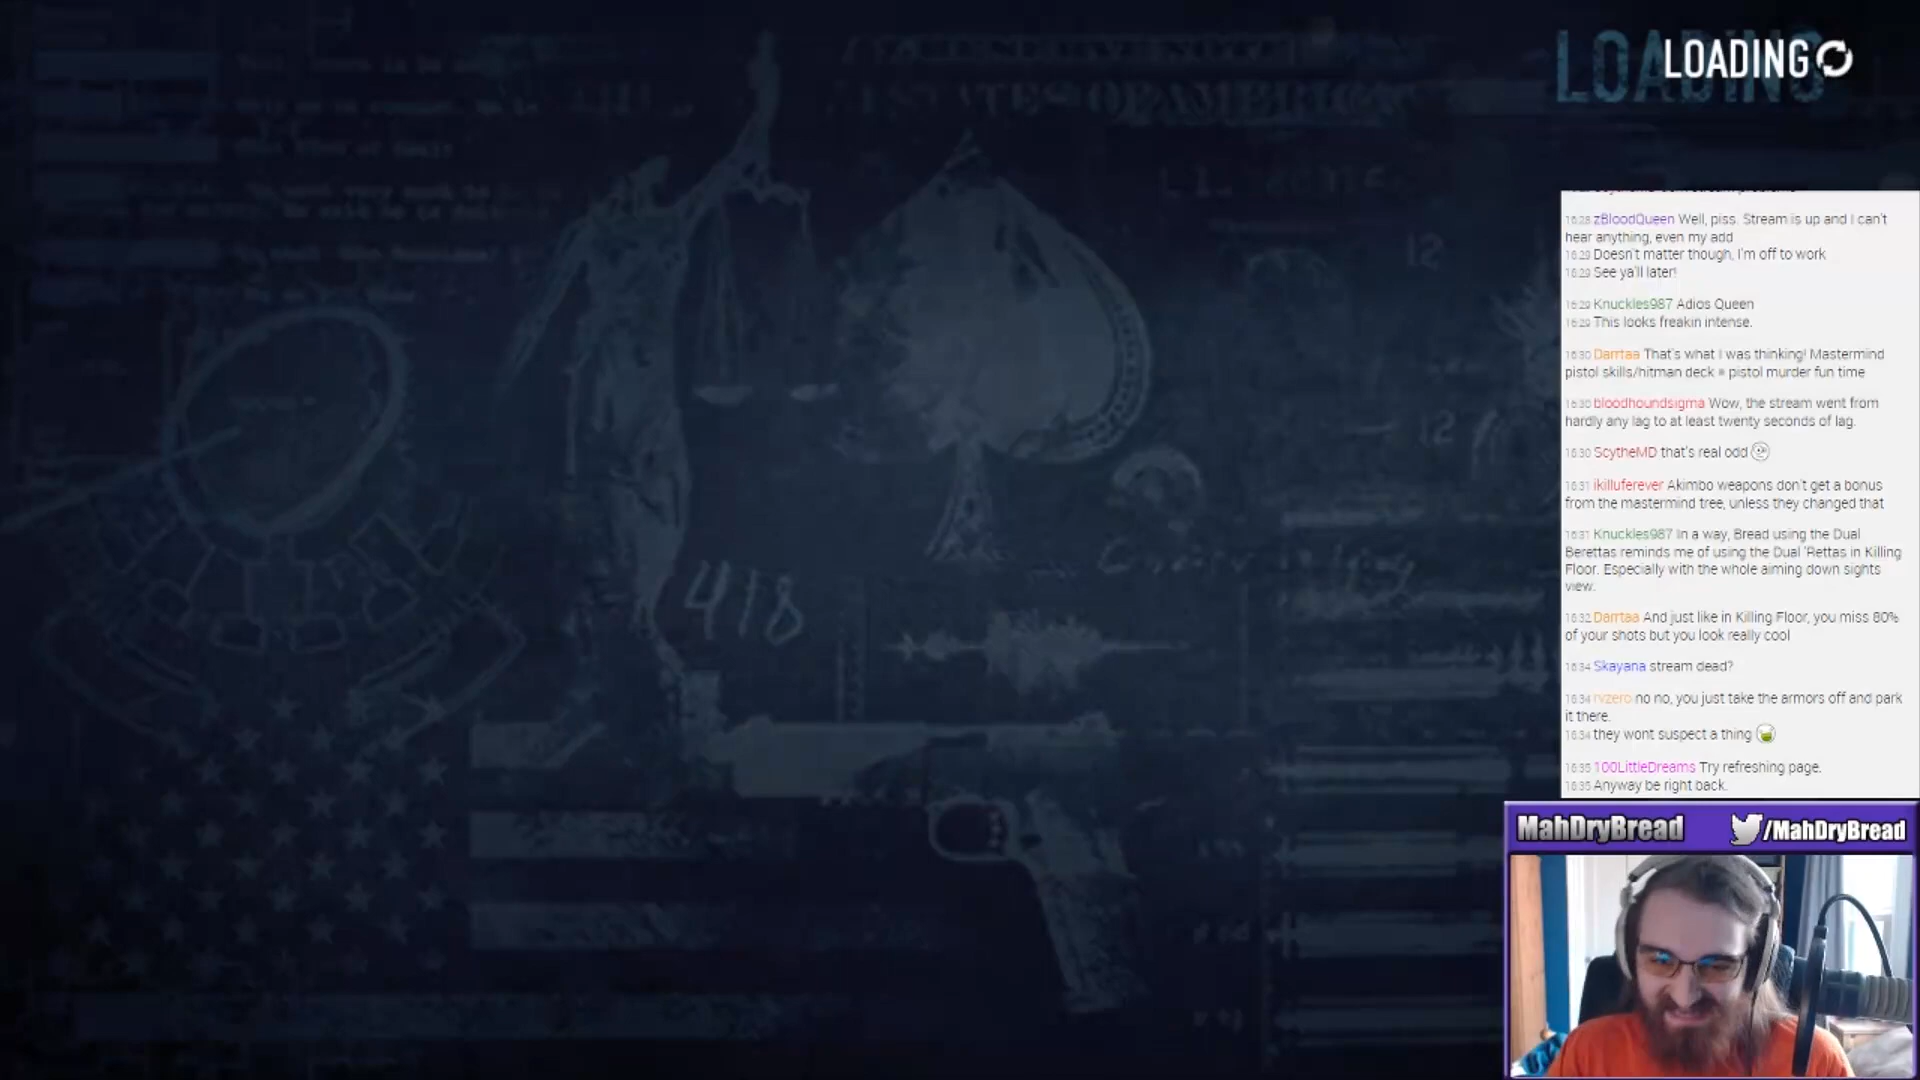 LOADING
LOADING
418
12
12
16:28 zBloodQueen Well, piss. Stream is up and I can't
hear anything, even my add
16:29 Doesn't matter though, I'm off to work
16:29 See ya'll later!
16:29 Knuckles987 Adios Queen
16:29 This looks freakin intense.
16:30 Darrtaa That's what I was thinking! Mastermind
pistol skills/hitman deck = pistol murder fun time
16:30 bloodhoundsigma Wow, the stream went from
hardly any lag to at least twenty seconds of lag.
16:30 ScytheMD that's real odd
16:31 ikilluferever Akimbo weapons don't get a bonus
from the mastermind tree, unless they changed that
16:31 Knuckles987 In a way, Bread using the Dual
Berettas reminds me of using the Dual 'Rettas in Killing
Floor. Especially with the whole aiming down sights
view.
16:32 Darrtaa And just like in Killing Floor, you miss 80%
of your shots but you look really cool
16:34 Skayana stream dead?
16:34 rvzero no no, you just take the armors off and park
it there.
16:34 they wont suspect a thing
16:35 100LittleDreams Try refreshing page.
16:35 Anyway be right back.
MahDryBread
/MahDryBread